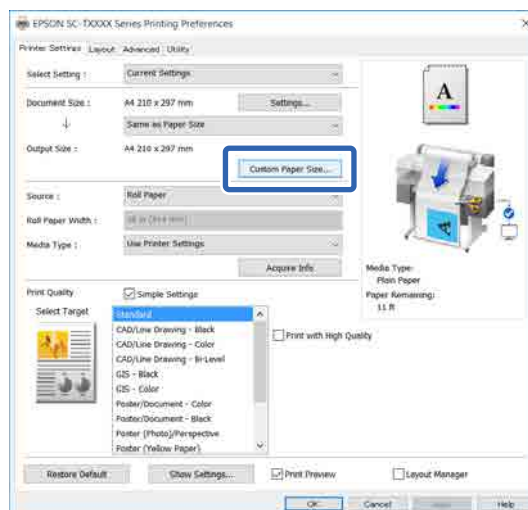 EPSON SC-TXXXX Series Printing Preferences
Printer Settings Layout Advanced Utility
Select Setting : Current Settings
Document Size : A4 210 x 297 mm Settings...
Same as Paper Size
Output Size : A4 210 x 297 mm
Custom Paper Size...
Source : Roll Paper
Roll Paper Width :
Media Type : Use Printer Settings
Acquire Info
A
Media Type:
Plain Paper
Paper Remaining:
11 ft
Print Quality Simple Settings
Select Target
Standard
CAD/Line Drawing - Black
CAD/Line Drawing - Color
CAD/Line Drawing - Bi-Level
GIS - Black
GIS - Color
Poster/Document - Color
Poster/Document - Black
Poster (Photo)/Perspective
Poster (Yellow Paper)
Print with High Quality
Restore Default Show Settings... Print Preview Layout Manager
OK Cancel Help